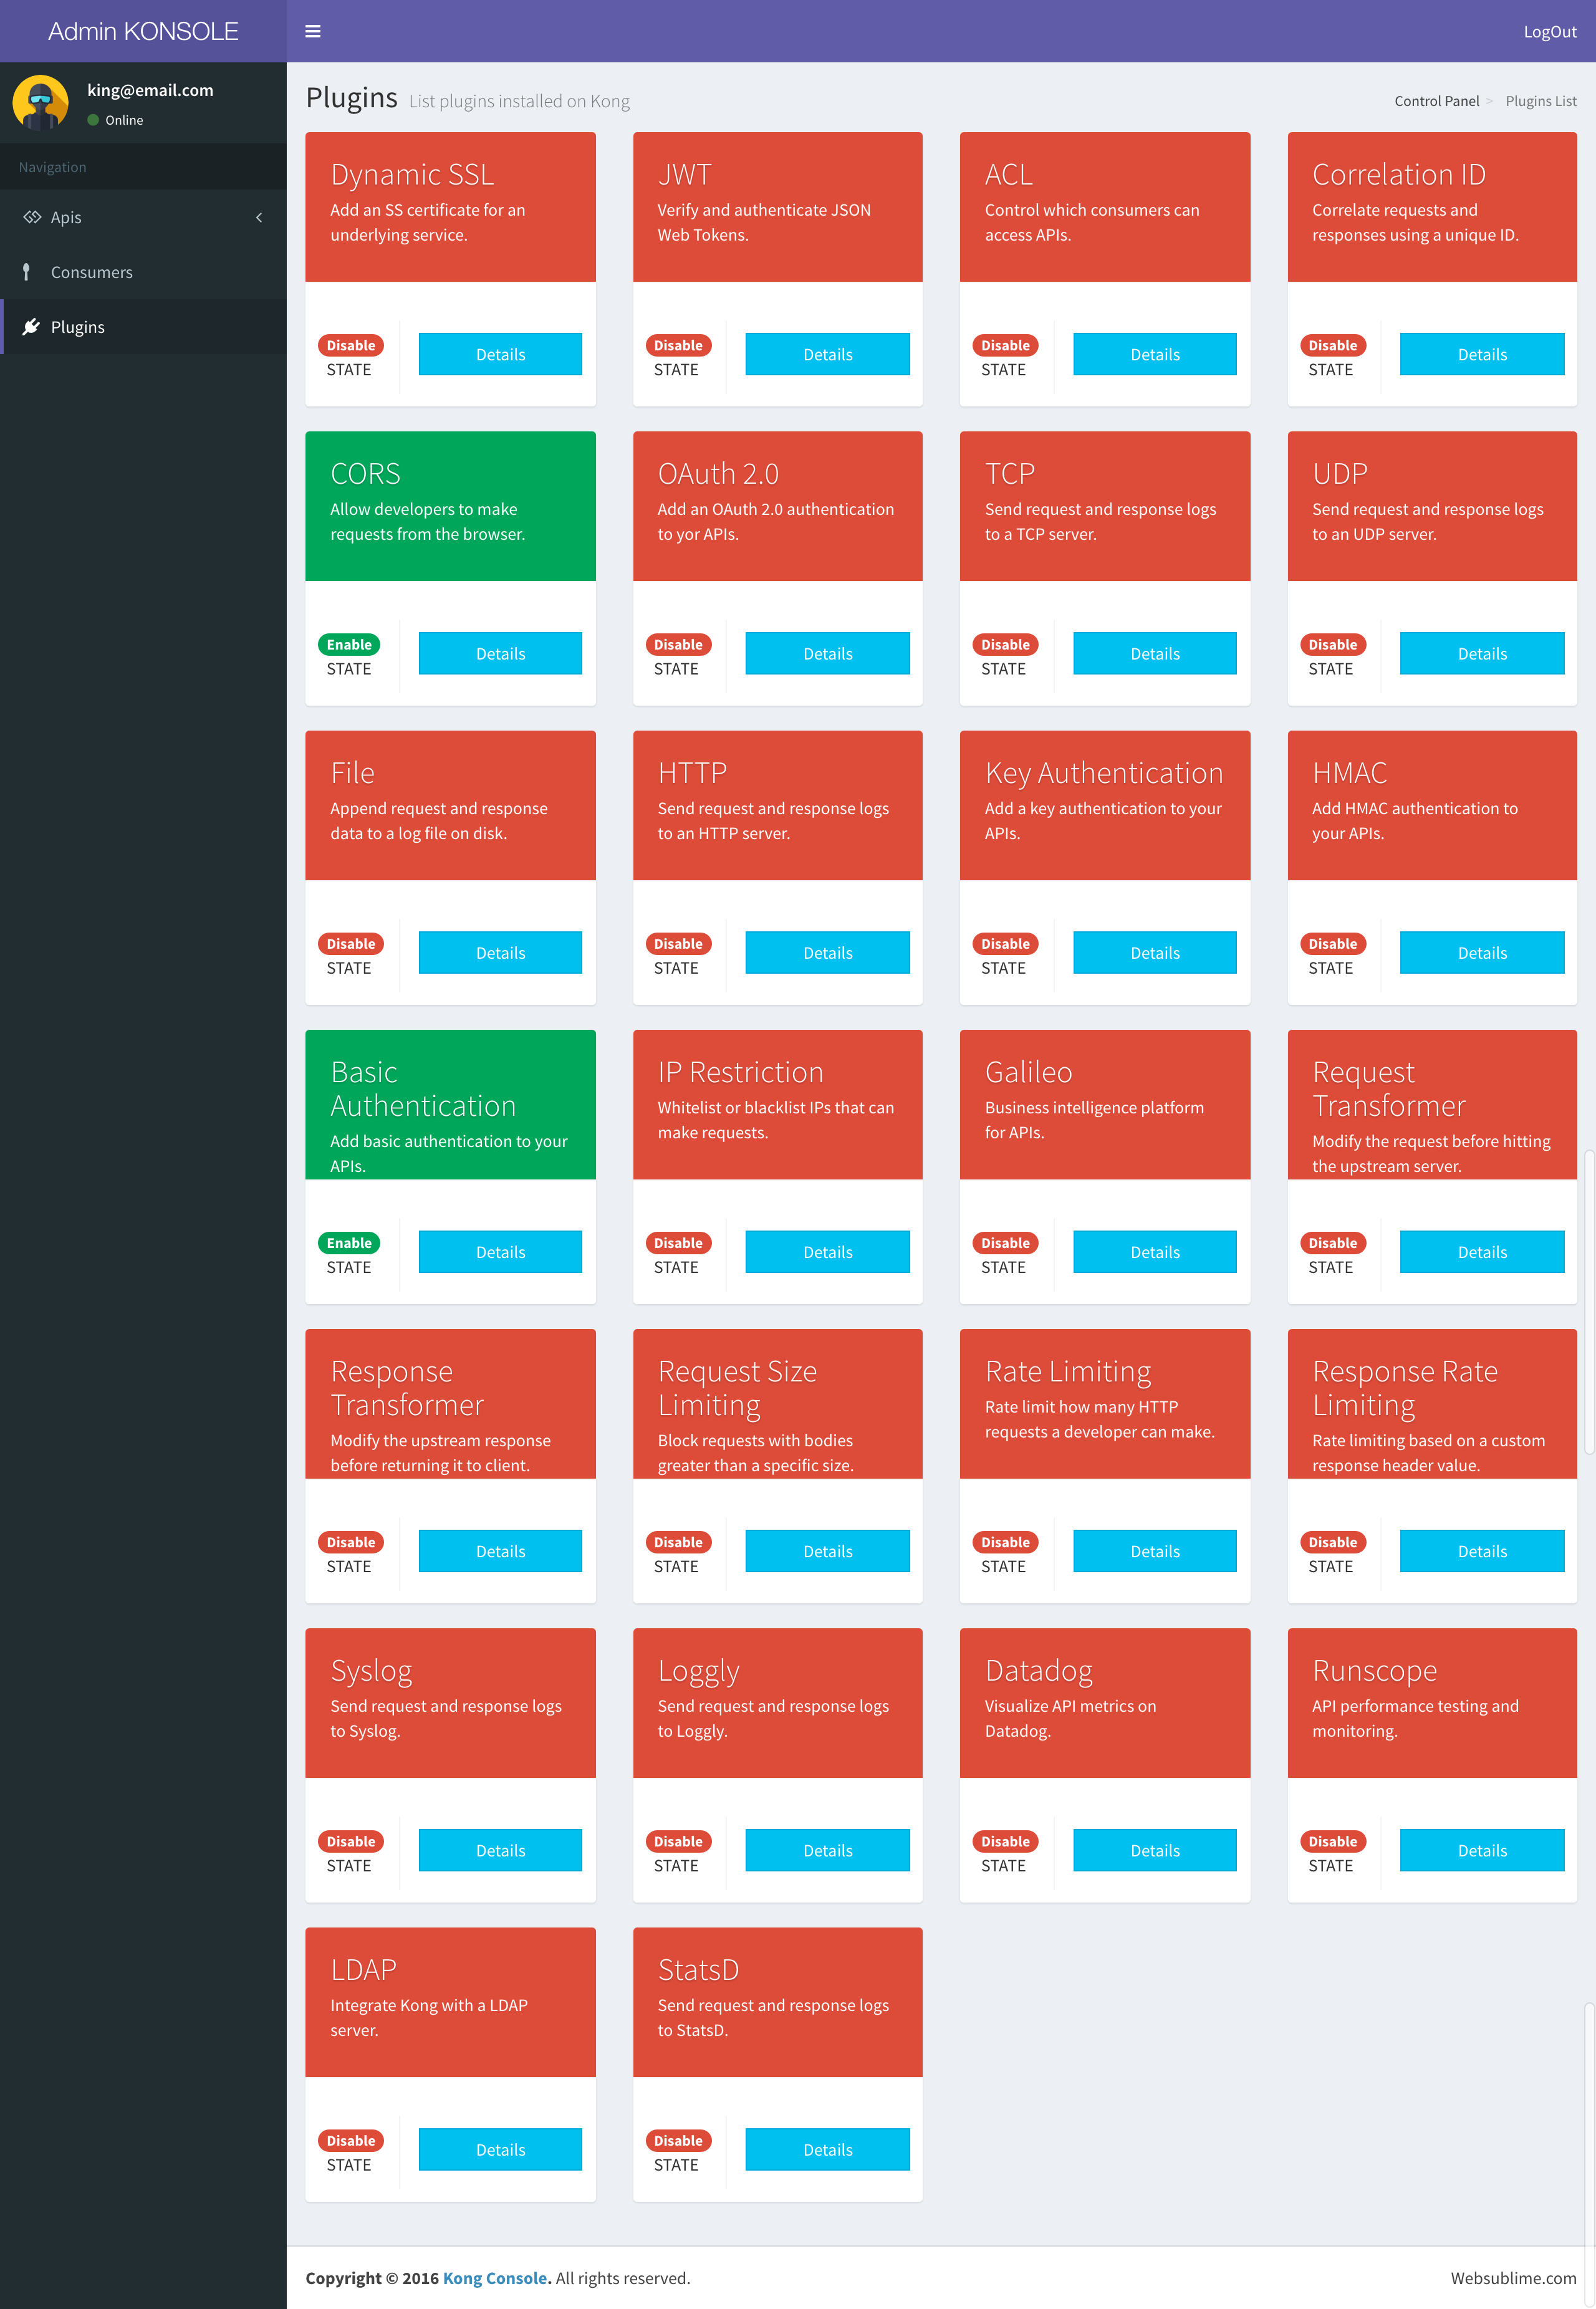 Admin KONSOLE
LogOut
king@email.com
Online
Navigation
Apis
Consumers
Plugins
Plugins List plugins installed on Kong
Control Panel > Plugins List
Dynamic SSL
Add an SS certificate for an
underlying service.
Disable
STATE
Details
JWT
Verify and authenticate JSON
Web Tokens.
Disable
STATE
Details
ACL
Control which consumers can
access APIs.
Disable
STATE
Details
Correlation ID
Correlate requests and
responses using a unique ID.
Disable
STATE
Details
CORS
Allow developers to make
requests from the browser.
Enable
STATE
Details
OAuth 2.0
Add an OAuth 2.0 authentication
to yor APIs.
Disable
STATE
Details
TCP
Send request and response logs
to a TCP server.
Disable
STATE
Details
UDP
Send request and response logs
to an UDP server.
Disable
STATE
Details
File
Append request and response
data to a log file on disk.
Disable
STATE
Details
HTTP
Send request and response logs
to an HTTP server.
Disable
STATE
Details
Key Authentication
Add a key authentication to your
APIs.
Disable
STATE
Details
HMAC
Add HMAC authentication to
your APIs.
Disable
STATE
Details
Basic
Authentication
Add basic authentication to your
APIs.
Enable
STATE
Details
IP Restriction
Whitelist or blacklist IPs that can
make requests.
Disable
STATE
Details
Galileo
Business intelligence platform
for APIs.
Disable
STATE
Details
Request
Transformer
Modify the request before hitting
the upstream server.
Disable
STATE
Details
Response
Transformer
Modify the upstream response
before returning it to client.
Disable
STATE
Details
Request Size
Limiting
Block requests with bodies
greater than a specific size.
Disable
STATE
Details
Rate Limiting
Rate limit how many HTTP
requests a developer can make.
Disable
STATE
Details
Response Rate
Limiting
Rate limiting based on a custom
response header value.
Disable
STATE
Details
Syslog
Send request and response logs
to Syslog.
Disable
STATE
Details
Loggly
Send request and response logs
to Loggly.
Disable
STATE
Details
Datadog
Visualize API metrics on
Datadog.
Disable
STATE
Details
Runscope
API performance testing and
monitoring.
Disable
STATE
Details
LDAP
Integrate Kong with a LDAP
server.
Disable
STATE
Details
StatsD
Send request and response logs
to StatsD.
Disable
STATE
Details
Copyright © 2016 Kong Console. All rights reserved.
Websublime.com